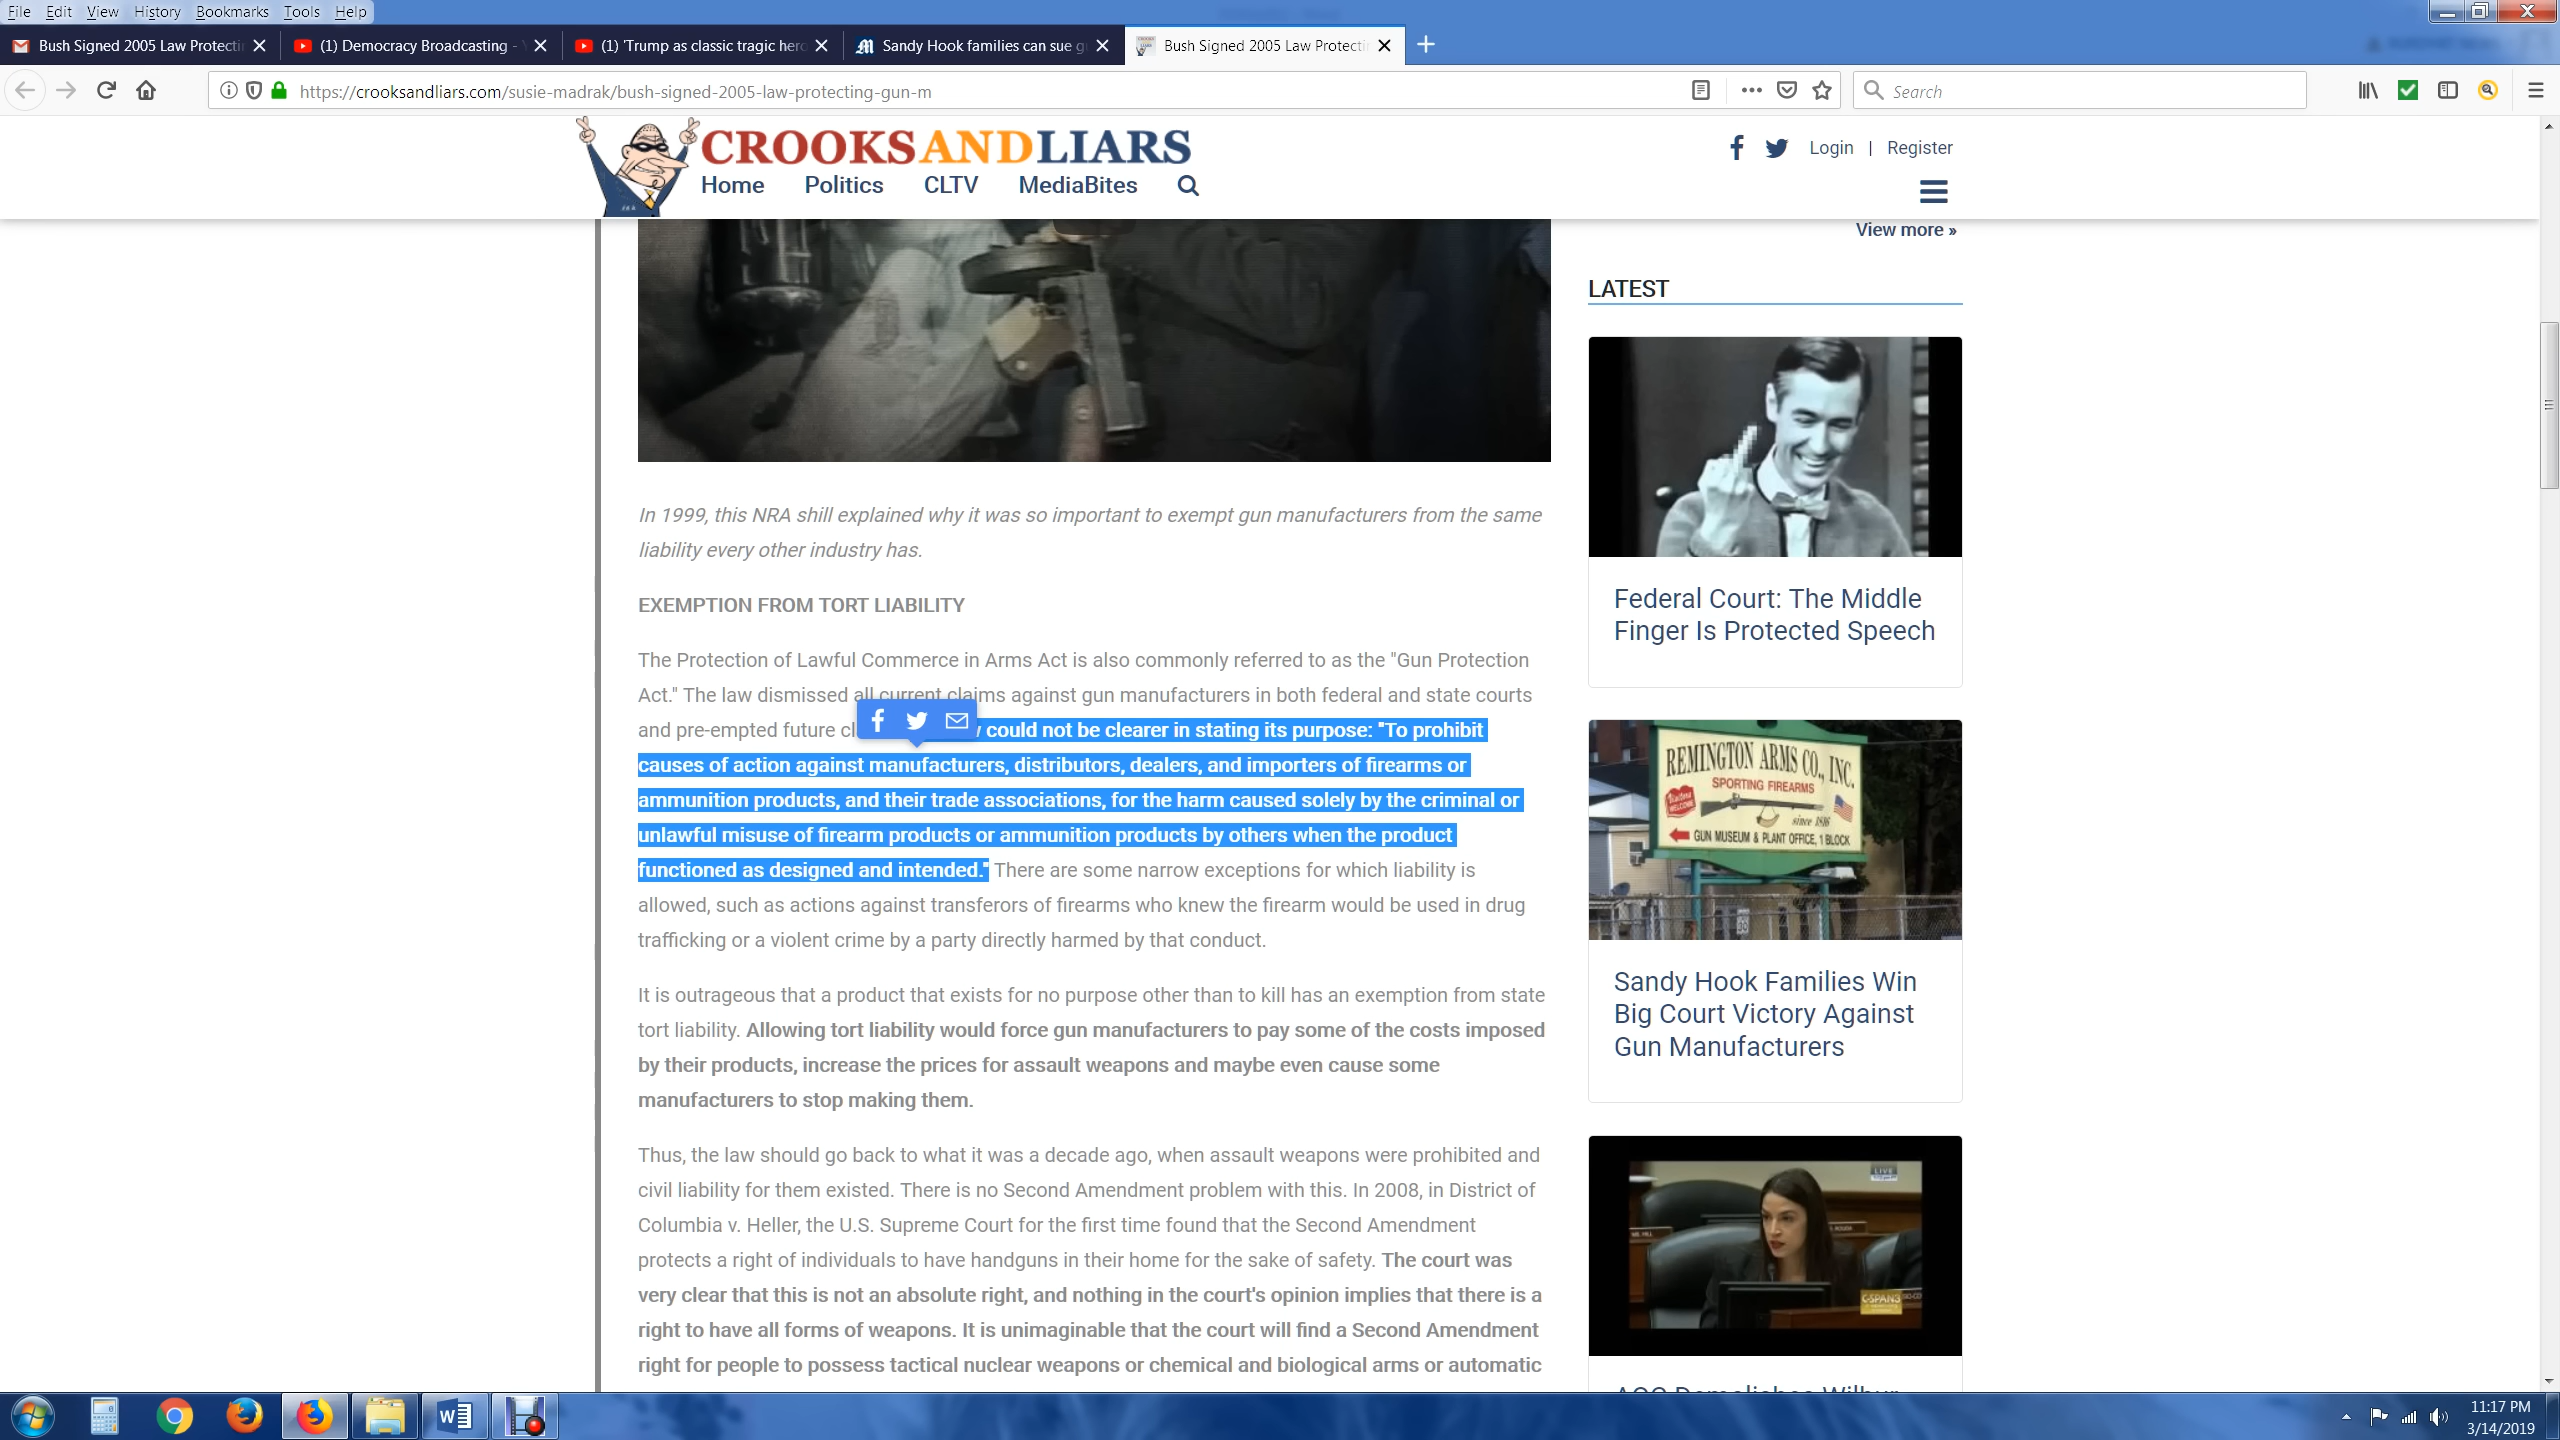 File Edit View History Bookmarks Tools Help
Bush Signed 2005 Law Protecti
(1) Democracy Broadcasting - Y
(1) 'Trump as classic tragic hero
Sandy Hook families can sue g
Bush Signed 2005 Law Protecti
https://crooksandliars.com/susie-madrak/bush-signed-2005-law-protecting-gun-m
Search
CROOKSANDLIARS
Home Politics CLTV MediaBites
Login | Register
View more »
LATEST
In 1999, this NRA shill explained why it was so important to exempt gun manufacturers from the same
liability every other industry has.
EXEMPTION FROM TORT LIABILITY
The Protection of Lawful Commerce in Arms Act is also commonly referred to as the "Gun Protection
Act." The law dismissed all current claims against gun manufacturers in both federal and state courts
and pre-empted future could not be clearer in stating its purpose: "To prohibit
causes of action against manufacturers, distributors, dealers, and importers of firearms or
ammunition products, and their trade associations, for the harm caused solely by the criminal or
unlawful misuse of firearm products or ammunition products by others when the product
functioned as designed and intended." There are some narrow exceptions for which liability is
allowed, such as actions against transferors of firearms who knew the firearm would be used in drug
trafficking or a violent crime by a party directly harmed by that conduct.
It is outrageous that a product that exists for no purpose other than to kill has an exemption from state
tort liability. Allowing tort liability would force gun manufacturers to pay some of the costs imposed
by their products, increase the prices for assault weapons and maybe even cause some
manufacturers to stop making them.
Thus, the law should go back to what it was a decade ago, when assault weapons were prohibited and
civil liability for them existed. There is no Second Amendment problem with this. In 2008, in District of
Columbia v. Heller, the U.S. Supreme Court for the first time found that the Second Amendment
protects a right of individuals to have handguns in their home for the sake of safety. The court was
very clear that this is not an absolute right, and nothing in the court's opinion implies that there is a
right to have all forms of weapons. It is unimaginable that the court will find a Second Amendment
right for people to possess tactical nuclear weapons or chemical and biological arms or automatic
Federal Court: The Middle
Finger Is Protected Speech
REMINGTON ARMS CO., INC.
SPORTING FIREARMS
since 1816
GUN MUSEUM & PLANT OFFICE, 1 BLOCK
Sandy Hook Families Win
Big Court Victory Against
Gun Manufacturers
LIVE
C-SPAN3
11:17 PM
3/14/2019